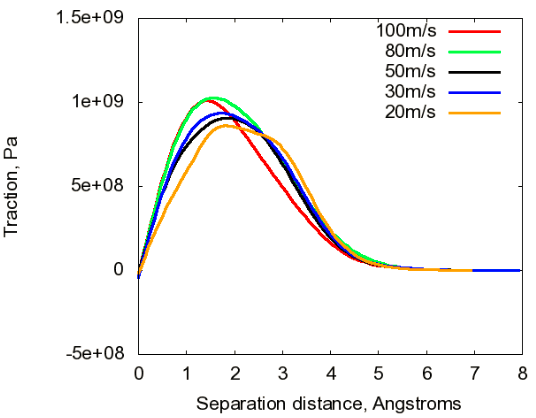 1.5e+09
1e+09
5e+08
0
-5e+08
Traction, Pa
100m/s
80m/s
50m/s
30m/s
20m/s
0 1 2 3 4 5 6 7 8
Separation distance, Angstroms